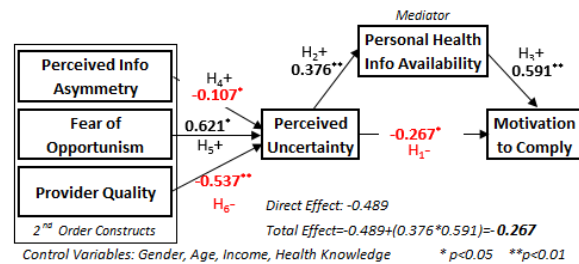 Mediator
Perceived Info
Asymmetry
H4+
-0.107*
H2+
0.376**
Personal Health
Info Availability
H3+
0.591**
Fear of
Opportunism
0.621*
H5+
Perceived
Uncertainty
-0.267*
H1-
Motivation
to Comply
Provider Quality
-0.537**
H6-
2nd Order Constructs
Direct Effect: -0.489
Total Effect=-0.489+(0.376*0.591)=-0.267
Control Variables: Gender, Age, Income, Health Knowledge
* p<0.05 **p<0.01